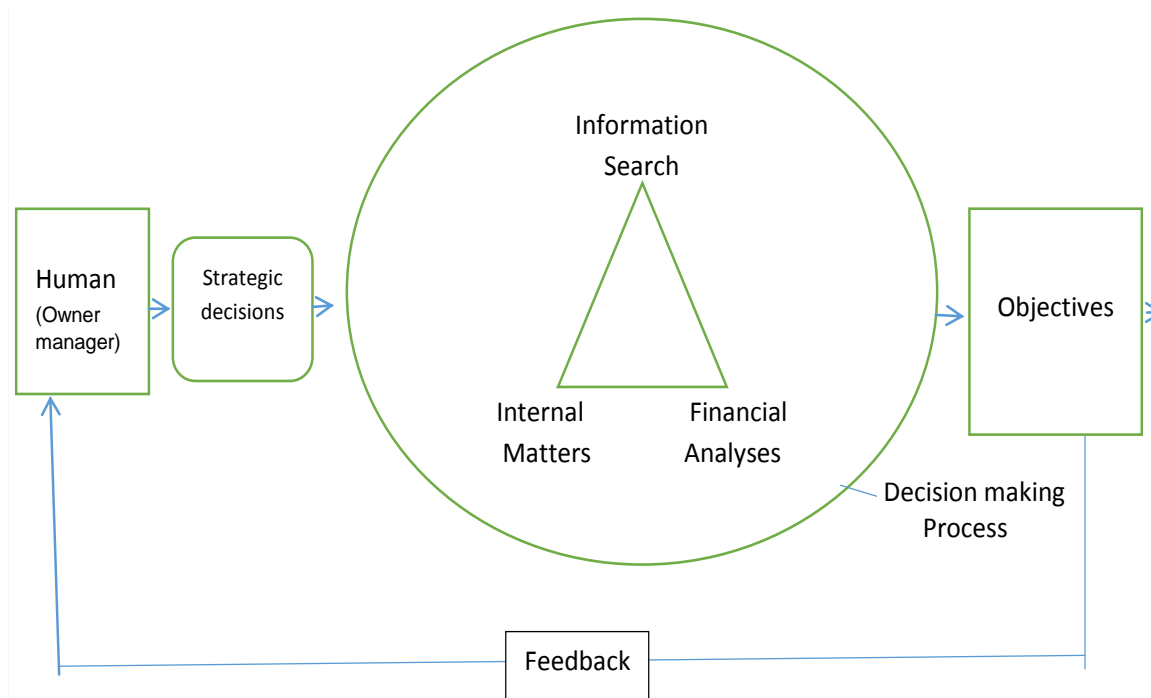 Information
Search
Human
(Owner
manager)
Strategic
decisions
Objectives
Internal
Matters
Financial
Analyses
Decision making
Process
Feedback